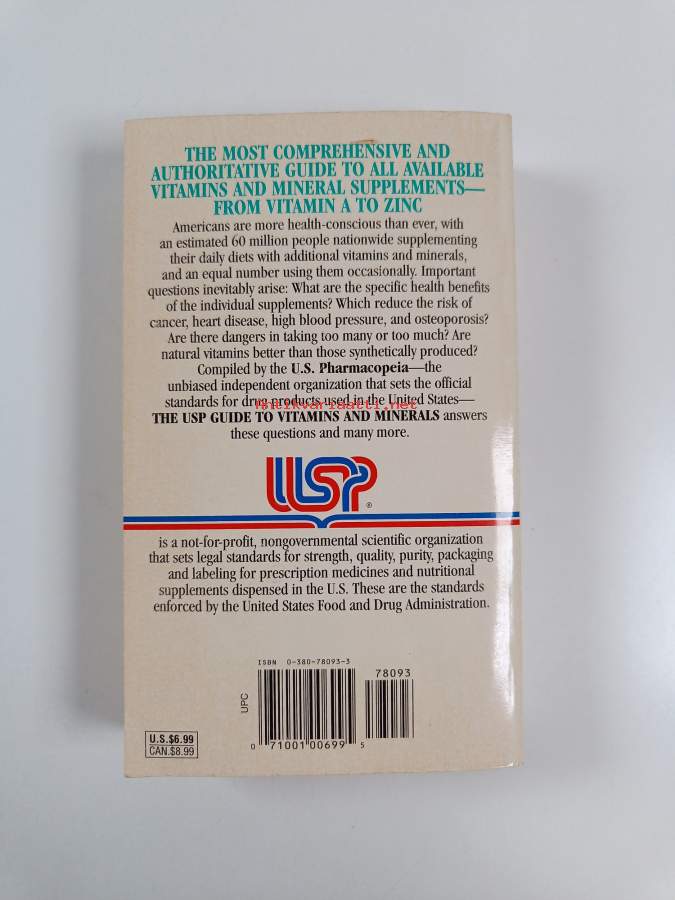 THE MOST COMPREHENSIVE AND
AUTHORITATIVE GUIDE TO ALL AVAILABLE
VITAMINS AND MINERAL SUPPLEMENTS—
FROM VITAMIN A TO ZINC
Americans are more health-conscious than ever, with
an estimated 60 million people nationwide supplementing
their daily diets with additional vitamins and minerals,
and an equal number using them occasionally. Important
questions inevitably arise: What are the specific health benefits
of the individual supplements? Which reduce the risk of
cancer, heart disease, high blood pressure, and osteoporosis?
Are there dangers in taking too many or too much? Are
natural vitamins better than those synthetically produced?
Compiled by the U.S. Pharmacopeia—the
unbiased independent organization that sets the official
standards for drug products used in the United States—
Antikvariaatti.net
THE USP GUIDE TO VITAMINS AND MINERALS answers
these questions and many more.
USP®
is a not-for-profit, nongovernmental scientific organization
that sets legal standards for strength, quality, purity, packaging
and labeling for prescription medicines and nutritional
supplements dispensed in the U.S. These are the standards
enforced by the United States Food and Drug Administration.
ISBN 0-380-78093-3
78093
UPC
U.S.$6.99
CAN.$8.99
0 71001 00699 5